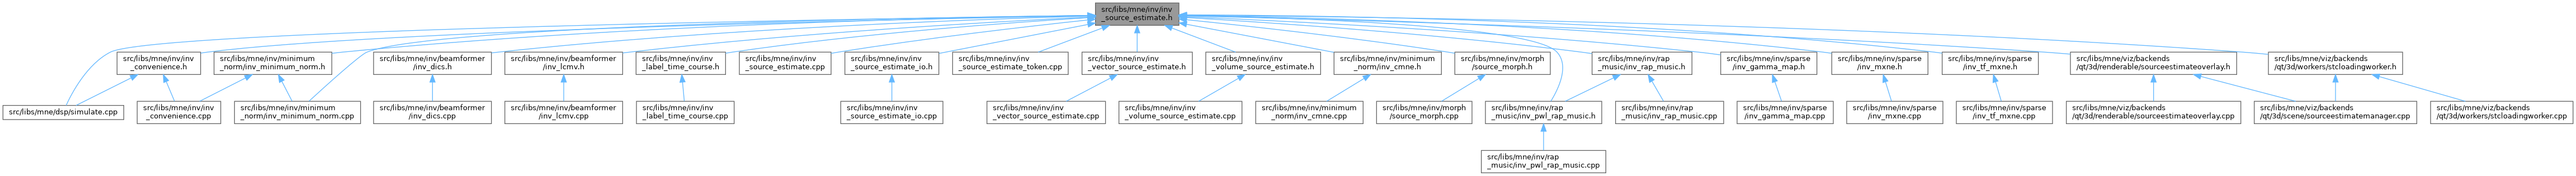 src/libs/mne/inv/inv
_source_estimate.h
src/libs/mne/inv/inv
_convenience.h
src/libs/mne/inv/minimum
_norm/inv_minimum_norm.h
src/libs/mne/inv/beamformer
/inv_dics.h
src/libs/mne/inv/beamformer
/inv_lcmv.h
src/libs/mne/inv/inv
_label_time_course.h
src/libs/mne/inv/inv
_source_estimate.cpp
src/libs/mne/inv/inv
_source_estimate_io.h
src/libs/mne/inv/inv
_source_estimate_token.cpp
src/libs/mne/inv/inv
_vector_source_estimate.h
src/libs/mne/inv/inv
_volume_source_estimate.h
src/libs/mne/inv/minimum
_norm/inv_cmne.h
src/libs/mne/inv/morph
/source_morph.h
src/libs/mne/inv/rap
_music/inv_rap_music.h
src/libs/mne/inv/sparse
/inv_gamma_map.h
src/libs/mne/inv/sparse
/inv_mxne.h
src/libs/mne/inv/sparse
/inv_tf_mxne.h
src/libs/mne/viz/backends
/qt/3d/renderable/sourceestimateoverlay.h
src/libs/mne/viz/backends
/qt/3d/workers/stcloadingworker.h
src/libs/mne/dsp/simulate.cpp
src/libs/mne/inv/inv
_convenience.cpp
src/libs/mne/inv/minimum
_norm/inv_minimum_norm.cpp
src/libs/mne/inv/beamformer
/inv_dics.cpp
src/libs/mne/inv/beamformer
/inv_lcmv.cpp
src/libs/mne/inv/inv
_label_time_course.cpp
src/libs/mne/inv/inv
_source_estimate_io.cpp
src/libs/mne/inv/inv
_vector_source_estimate.cpp
src/libs/mne/inv/inv
_volume_source_estimate.cpp
src/libs/mne/inv/minimum
_norm/inv_cmne.cpp
src/libs/mne/inv/morph
/source_morph.cpp
src/libs/mne/inv/rap
_music/inv_pwl_rap_music.h
src/libs/mne/inv/rap
_music/inv_rap_music.cpp
src/libs/mne/inv/sparse
/inv_gamma_map.cpp
src/libs/mne/inv/sparse
/inv_mxne.cpp
src/libs/mne/inv/sparse
/inv_tf_mxne.cpp
src/libs/mne/viz/backends
/qt/3d/renderable/sourceestimateoverlay.cpp
src/libs/mne/viz/backends
/qt/3d/scene/sourceestimatemanager.cpp
src/libs/mne/viz/backends
/qt/3d/workers/stcloadingworker.cpp
src/libs/mne/inv/rap
_music/inv_pwl_rap_music.cpp